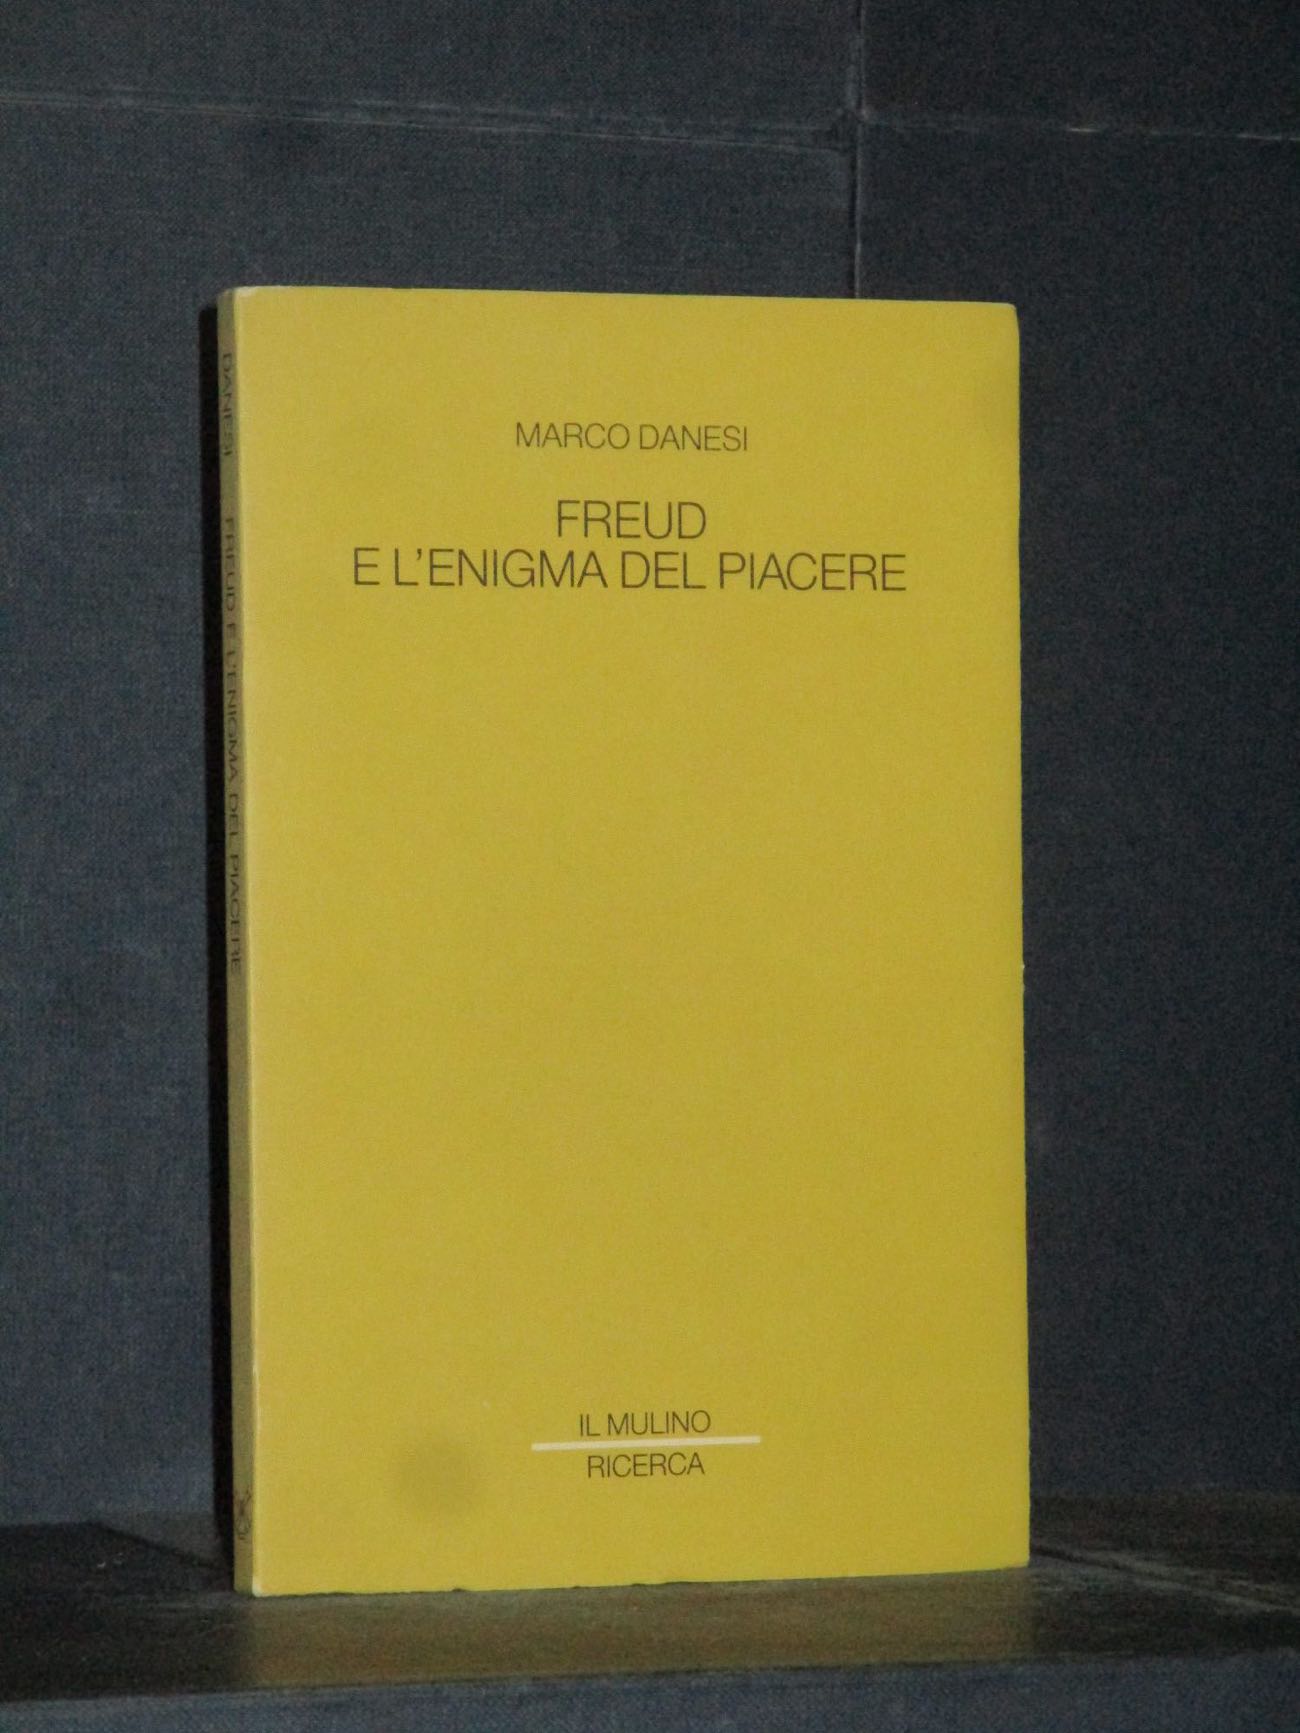 MARCO DANESI
FREUD
E L'ENIGMA DEL PIACERE
IL MULINO
RICERCA
DANESI FREUD E L'ENIGMA DEL PIACERE